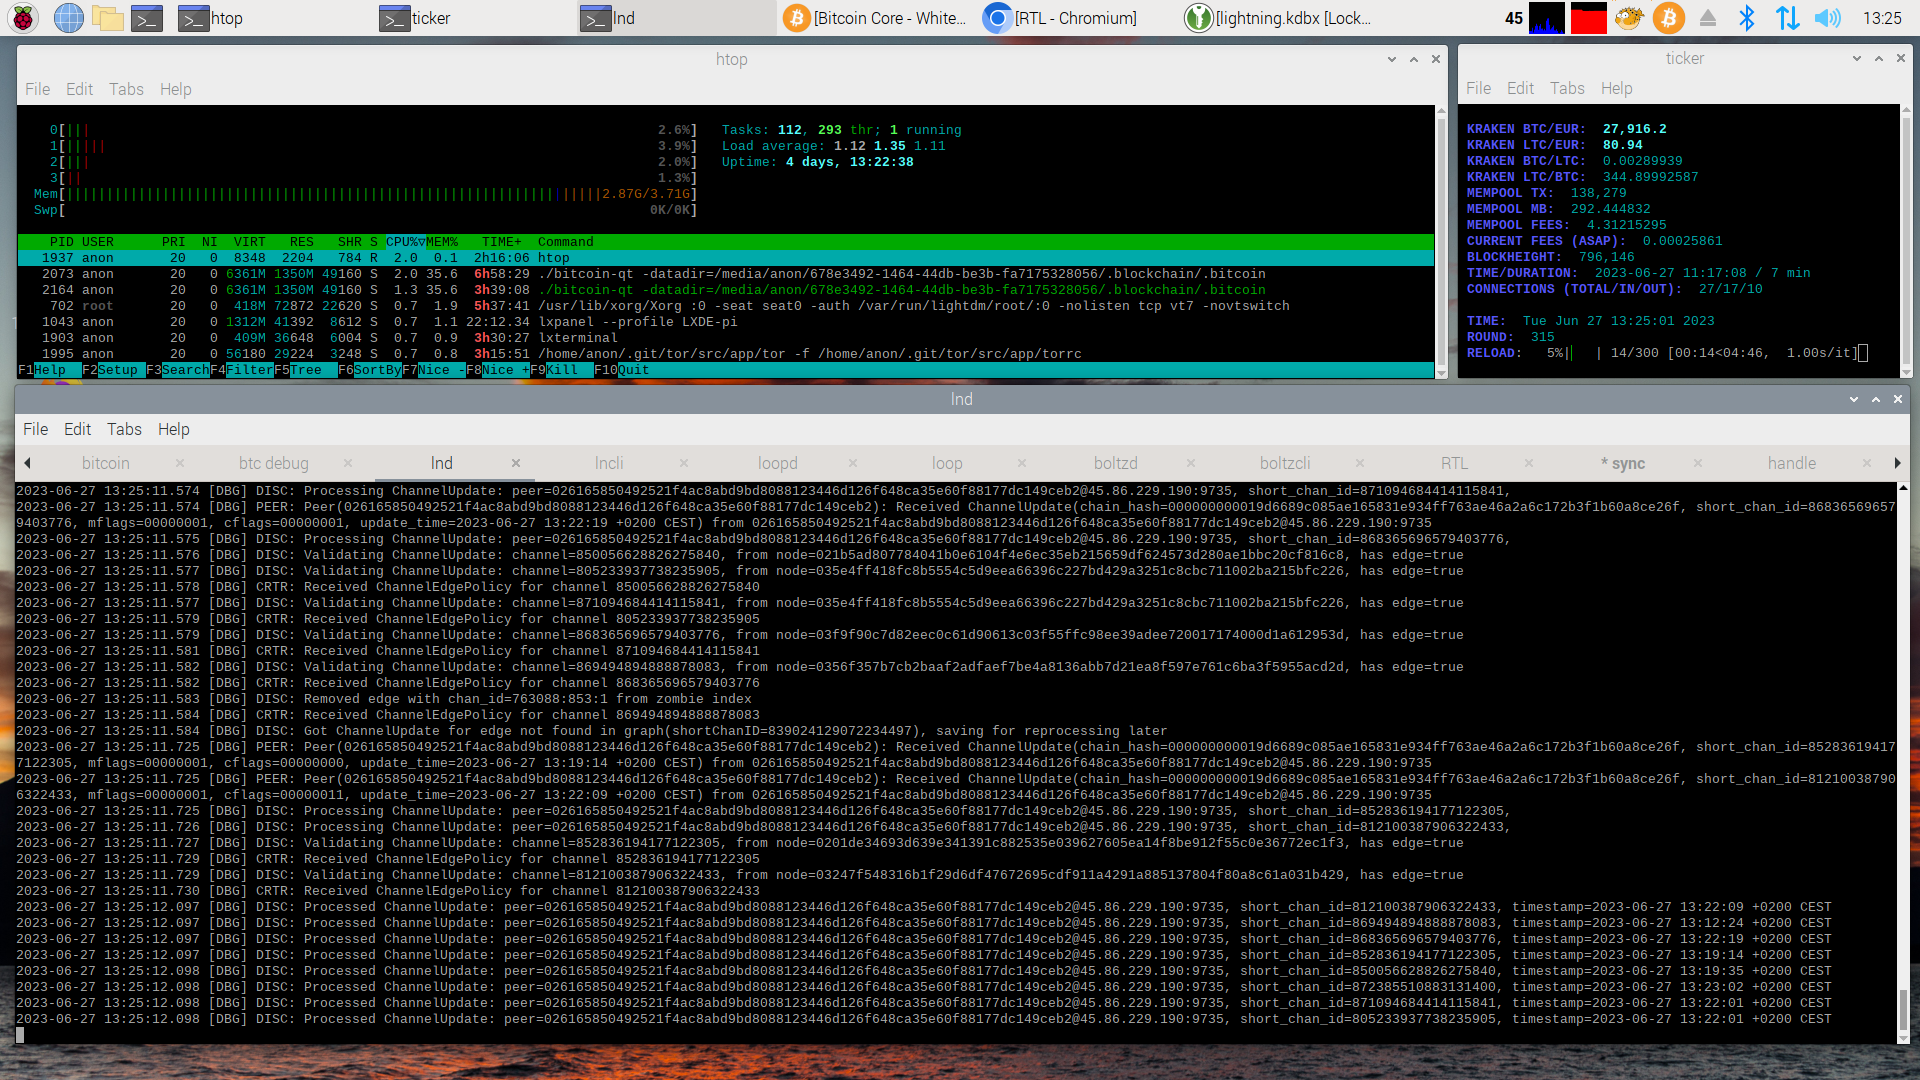 htop
ticker
lnd
[Bitcoin Core - White...
[RTL - Chromium]
[lightning.kdbx [Lock...
45
13:25
htop
File Edit Tabs Help
0[||| 2.6%]
1[||||| 3.9%]
2[||| 2.0%]
3[|| 1.3%]
Mem[ 2.87G/3.71G]
Swp[ 0K/0K]
Tasks: 112, 293 thr; 1 running
Load average: 1.12 1.35 1.11
Uptime: 4 days, 13:22:38
PID USER PRI NI VIRT RES SHR S CPU%▽MEM% TIME+ Command
1937 anon 20 0 8348 2204 784 R 2.0 0.1 2h16:06 htop
2073 anon 20 0 6361M 1350M 49160 S 2.0 35.6 6h58:29 ./bitcoin-qt -datadir=/media/anon/678e3492-1464-44db-be3b-fa7175328056/.blockchain/.bitcoin
2164 anon 20 0 6361M 1350M 49160 S 1.3 35.6 3h39:08 ./bitcoin-qt -datadir=/media/anon/678e3492-1464-44db-be3b-fa7175328056/.blockchain/.bitcoin
702 root 20 0 418M 72872 22620 S 0.7 1.9 5h37:41 /usr/lib/xorg/Xorg :0 -seat seat0 -auth /var/run/lightdm/root/:0 -nolisten tcp vt7 -novtswitch
1043 anon 20 0 1312M 41392 8612 S 0.7 1.1 22:12.34 lxpanel --profile LXDE-pi
1903 anon 20 0 409M 36648 6004 S 0.7 0.9 3h30:27 lxterminal
1995 anon 20 0 56180 29224 3248 S 0.7 0.8 3h15:51 /home/anon/.git/tor/src/app/tor -f /home/anon/.git/tor/src/app/torrc
F1Help F2Setup F3SearchF4FilterF5Tree F6SortByF7Nice -F8Nice +F9Kill F10Quit
ticker
File Edit Tabs Help
KRAKEN BTC/EUR: 27,916.2
KRAKEN LTC/EUR: 80.94
KRAKEN BTC/LTC: 0.00289939
KRAKEN LTC/BTC: 344.89992587
MEMPOOL TX: 138,279
MEMPOOL MB: 292.444832
MEMPOOL FEES: 4.31215295
CURRENT FEES (ASAP): 0.00025861
BLOCKHEIGHT: 796,146
TIME/DURATION: 2023-06-27 11:17:08 / 7 min
CONNECTIONS (TOTAL/IN/OUT): 27/17/10
TIME: Tue Jun 27 13:25:01 2023
ROUND: 315
RELOAD: 5%| | 14/300 [00:14<04:46, 1.00s/it]
lnd
File Edit Tabs Help
bitcoin btc debug lnd lncli loopd loop boltzd boltzcli RTL * sync handle
2023-06-27 13:25:11.574 [DBG] DISC: Processing ChannelUpdate: peer=026165850492521f4ac8abd9bd8088123446d126f648ca35e60f88177dc149ceb2@45.86.229.190:9735, short_chan_id=871094684414115841,
2023-06-27 13:25:11.574 [DBG] PEER: Peer(026165850492521f4ac8abd9bd8088123446d126f648ca35e60f88177dc149ceb2): Received ChannelUpdate(chain_hash=000000000019d6689c085ae165831e934ff763ae46a2a6c172b3f1b60a8ce26f, short_chan_id=86836569657
9403776, mflags=00000001, cflags=00000001, update_time=2023-06-27 13:22:19 +0200 CEST) from 026165850492521f4ac8abd9bd8088123446d126f648ca35e60f88177dc149ceb2@45.86.229.190:9735
2023-06-27 13:25:11.575 [DBG] DISC: Processing ChannelUpdate: peer=026165850492521f4ac8abd9bd8088123446d126f648ca35e60f88177dc149ceb2@45.86.229.190:9735, short_chan_id=868365696579403776,
2023-06-27 13:25:11.576 [DBG] DISC: Validating ChannelUpdate: channel=850056628826275840, from node=021b5ad807784041b0e6104f4e6ec35eb215659df624573d280ae1bbc20cf816c8, has edge=true
2023-06-27 13:25:11.577 [DBG] DISC: Validating ChannelUpdate: channel=805233937738235905, from node=035e4ff418fc8b5554c5d9eea66396c227bd429a3251c8cbc711002ba215bfc226, has edge=true
2023-06-27 13:25:11.578 [DBG] CRTR: Received ChannelEdgePolicy for channel 850056628826275840
2023-06-27 13:25:11.577 [DBG] DISC: Validating ChannelUpdate: channel=871094684414115841, from node=035e4ff418fc8b5554c5d9eea66396c227bd429a3251c8cbc711002ba215bfc226, has edge=true
2023-06-27 13:25:11.579 [DBG] CRTR: Received ChannelEdgePolicy for channel 805233937738235905
2023-06-27 13:25:11.579 [DBG] DISC: Validating ChannelUpdate: channel=868365696579403776, from node=03f9f90c7d82eec0c61d90613c03f55ffc98ee39adee720017174000d1a612953d, has edge=true
2023-06-27 13:25:11.581 [DBG] CRTR: Received ChannelEdgePolicy for channel 871094684414115841
2023-06-27 13:25:11.582 [DBG] DISC: Validating ChannelUpdate: channel=869494894888878083, from node=0356f357b7cb2baaf2adfaef7be4a8136abb7d21ea8f597e761c6ba3f5955acd2d, has edge=true
2023-06-27 13:25:11.582 [DBG] CRTR: Received ChannelEdgePolicy for channel 868365696579403776
2023-06-27 13:25:11.583 [DBG] DISC: Removed edge with chan_id=763088:853:1 from zombie index
2023-06-27 13:25:11.584 [DBG] CRTR: Received ChannelEdgePolicy for channel 869494894888878083
2023-06-27 13:25:11.584 [DBG] DISC: Got ChannelUpdate for edge not found in graph(shortChanID=839024129072234497), saving for reprocessing later
2023-06-27 13:25:11.725 [DBG] PEER: Peer(026165850492521f4ac8abd9bd8088123446d126f648ca35e60f88177dc149ceb2): Received ChannelUpdate(chain_hash=000000000019d6689c085ae165831e934ff763ae46a2a6c172b3f1b60a8ce26f, short_chan_id=85283619417
7122305, mflags=00000001, cflags=00000000, update_time=2023-06-27 13:19:14 +0200 CEST) from 026165850492521f4ac8abd9bd8088123446d126f648ca35e60f88177dc149ceb2@45.86.229.190:9735
2023-06-27 13:25:11.725 [DBG] PEER: Peer(026165850492521f4ac8abd9bd8088123446d126f648ca35e60f88177dc149ceb2): Received ChannelUpdate(chain_hash=000000000019d6689c085ae165831e934ff763ae46a2a6c172b3f1b60a8ce26f, short_chan_id=81210038790
6322433, mflags=00000001, cflags=00000011, update_time=2023-06-27 13:22:09 +0200 CEST) from 026165850492521f4ac8abd9bd8088123446d126f648ca35e60f88177dc149ceb2@45.86.229.190:9735
2023-06-27 13:25:11.725 [DBG] DISC: Processing ChannelUpdate: peer=026165850492521f4ac8abd9bd8088123446d126f648ca35e60f88177dc149ceb2@45.86.229.190:9735, short_chan_id=852836194177122305,
2023-06-27 13:25:11.726 [DBG] DISC: Processing ChannelUpdate: peer=026165850492521f4ac8abd9bd8088123446d126f648ca35e60f88177dc149ceb2@45.86.229.190:9735, short_chan_id=812100387906322433,
2023-06-27 13:25:11.727 [DBG] DISC: Validating ChannelUpdate: channel=852836194177122305, from node=0201de34693d639e341391c882535e039627605ea14f8be912f55c0e36772ec1f3, has edge=true
2023-06-27 13:25:11.729 [DBG] CRTR: Received ChannelEdgePolicy for channel 852836194177122305
2023-06-27 13:25:11.729 [DBG] DISC: Validating ChannelUpdate: channel=812100387906322433, from node=03247f548316b1f29d6df47672695cdf911a4291a885137804f80a8c61a031b429, has edge=true
2023-06-27 13:25:11.730 [DBG] CRTR: Received ChannelEdgePolicy for channel 812100387906322433
2023-06-27 13:25:12.097 [DBG] DISC: Processed ChannelUpdate: peer=026165850492521f4ac8abd9bd8088123446d126f648ca35e60f88177dc149ceb2@45.86.229.190:9735, short_chan_id=812100387906322433, timestamp=2023-06-27 13:22:09 +0200 CEST
2023-06-27 13:25:12.097 [DBG] DISC: Processed ChannelUpdate: peer=026165850492521f4ac8abd9bd8088123446d126f648ca35e60f88177dc149ceb2@45.86.229.190:9735, short_chan_id=869494894888878083, timestamp=2023-06-27 13:12:24 +0200 CEST
2023-06-27 13:25:12.097 [DBG] DISC: Processed ChannelUpdate: peer=026165850492521f4ac8abd9bd8088123446d126f648ca35e60f88177dc149ceb2@45.86.229.190:9735, short_chan_id=868365696579403776, timestamp=2023-06-27 13:22:19 +0200 CEST
2023-06-27 13:25:12.097 [DBG] DISC: Processed ChannelUpdate: peer=026165850492521f4ac8abd9bd8088123446d126f648ca35e60f88177dc149ceb2@45.86.229.190:9735, short_chan_id=852836194177122305, timestamp=2023-06-27 13:19:14 +0200 CEST
2023-06-27 13:25:12.098 [DBG] DISC: Processed ChannelUpdate: peer=026165850492521f4ac8abd9bd8088123446d126f648ca35e60f88177dc149ceb2@45.86.229.190:9735, short_chan_id=850056628826275840, timestamp=2023-06-27 13:19:35 +0200 CEST
2023-06-27 13:25:12.098 [DBG] DISC: Processed ChannelUpdate: peer=026165850492521f4ac8abd9bd8088123446d126f648ca35e60f88177dc149ceb2@45.86.229.190:9735, short_chan_id=872385510883131400, timestamp=2023-06-27 13:23:02 +0200 CEST
2023-06-27 13:25:12.098 [DBG] DISC: Processed ChannelUpdate: peer=026165850492521f4ac8abd9bd8088123446d126f648ca35e60f88177dc149ceb2@45.86.229.190:9735, short_chan_id=871094684414115841, timestamp=2023-06-27 13:22:01 +0200 CEST
2023-06-27 13:25:12.098 [DBG] DISC: Processed ChannelUpdate: peer=026165850492521f4ac8abd9bd8088123446d126f648ca35e60f88177dc149ceb2@45.86.229.190:9735, short_chan_id=805233937738235905, timestamp=2023-06-27 13:22:01 +0200 CEST